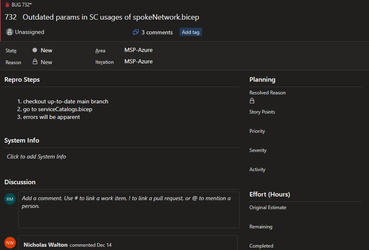 BUG 732*
732 Outdated params in SC usages of spokeNetwork.bicep
Unassigned
3 comments
Add tag
State
New
Area
MSP-Azure
Reason
New
Iteration
MSP-Azure
Repro Steps
1. checkout up-to-date main branch
2. go to serviceCatalogs.bicep
3. errors will be apparent
System Info
Click to add System Info
Discussion
RM
Add a comment. Use # to link a work item, ! to link a pull request, or @ to mention a
person.
NW
Nicholas Walton commented Dec 14
Planning
Resolved Reason
Story Points
Priority
Severity
Activity
Effort (Hours)
Original Estimate
Remaining
Completed